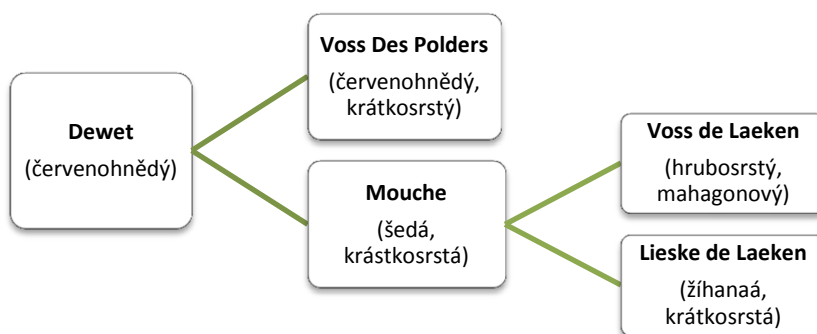 Dewet
(červenohnědý)
Voss Des Polders
(červenohnědý,
krátkosrstý)
Mouche
(šedá,
krástkosrstá)
Voss de Laeken
(hrubosrstý,
mahagonový)
Lieske de Laeken
(žíhanaá,
krátkosrstá)